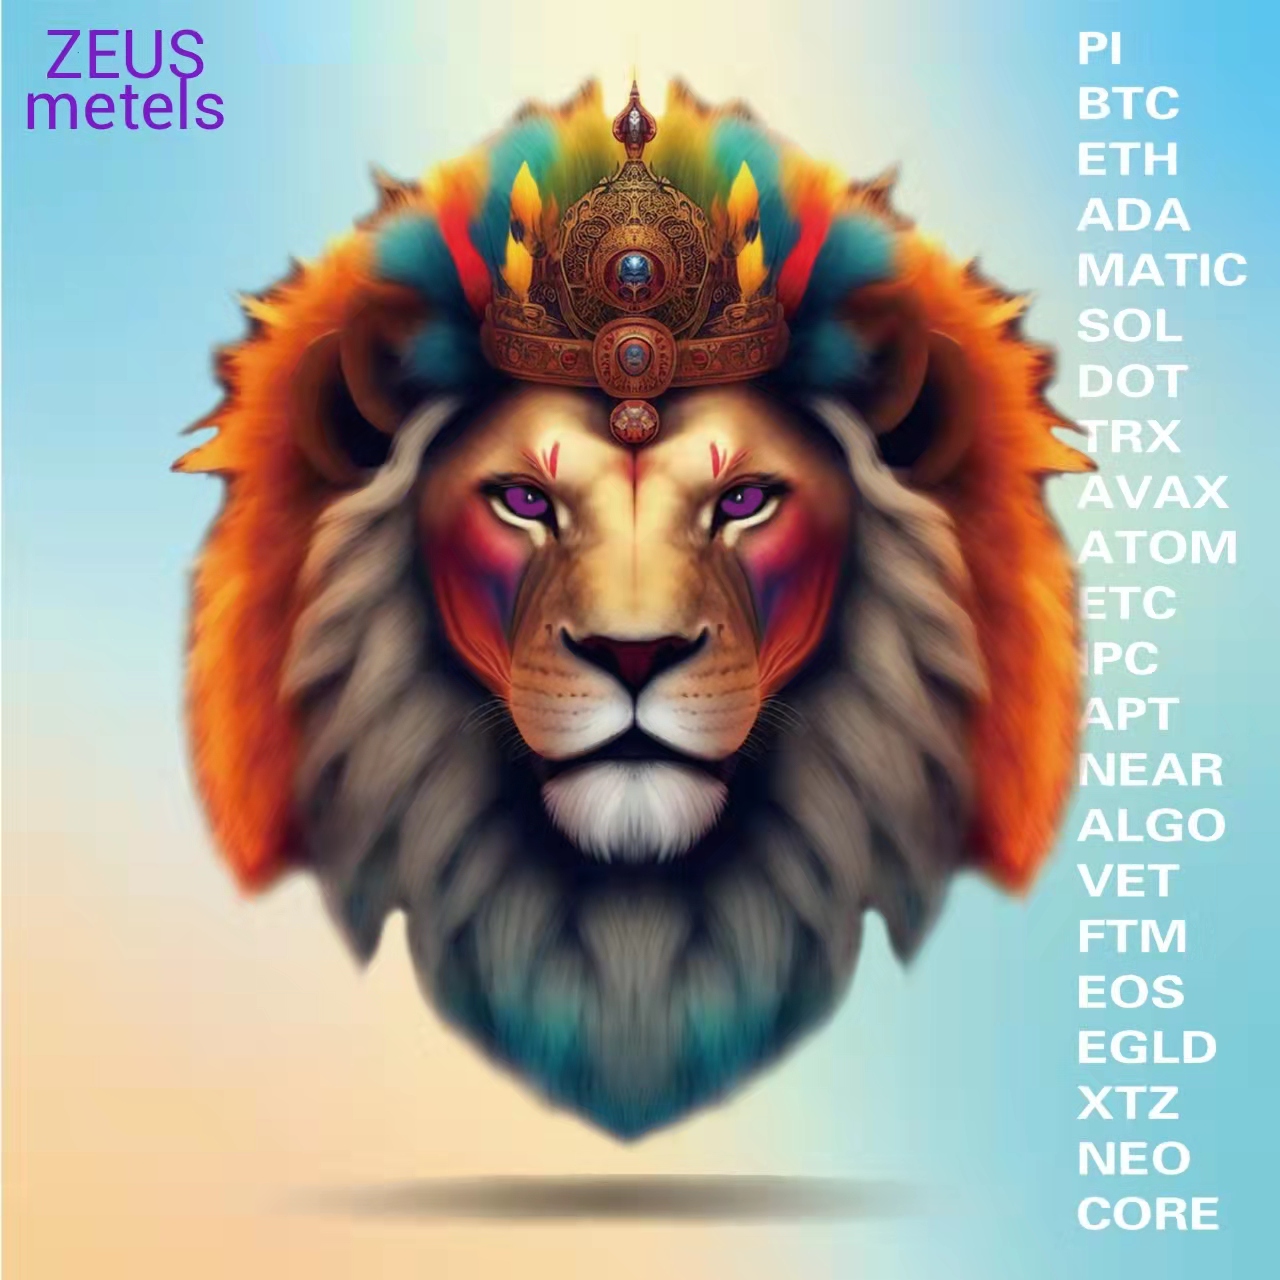 ZEUS
metels
PI
BTC
ETH
ADA
MATIC
SOL
DOT
TRX
AVAX
ATOM
ETC
IPC
APT
NEAR
ALGO
VET
FTM
EOS
EGLD
XTZ
NEO
CORE